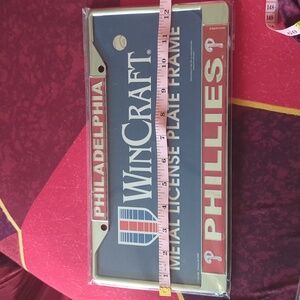 PHILADELPHIA
WINCRAFT®
METAL LICENSE PLATE FRAME
PHILLIES